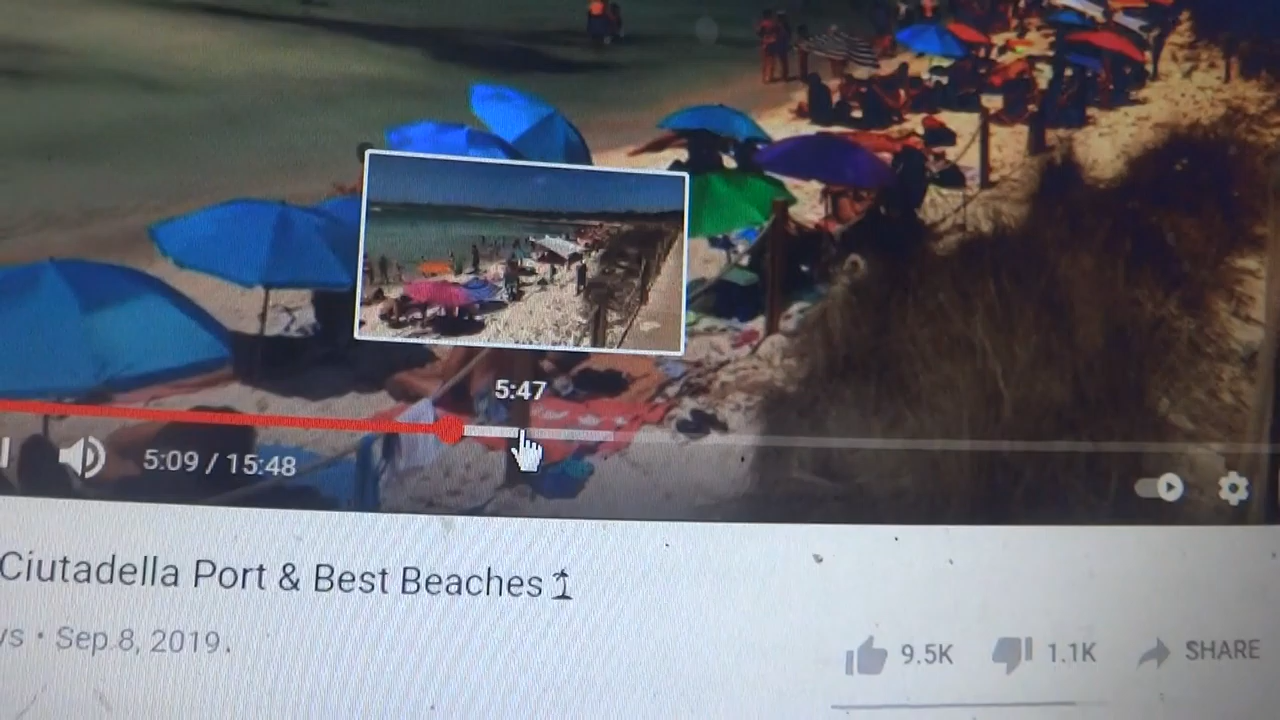 5:47
5:09 / 15:48
Ciutadella Port & Best Beaches
Sep 8, 2019.
9.5K 1.1K SHARE